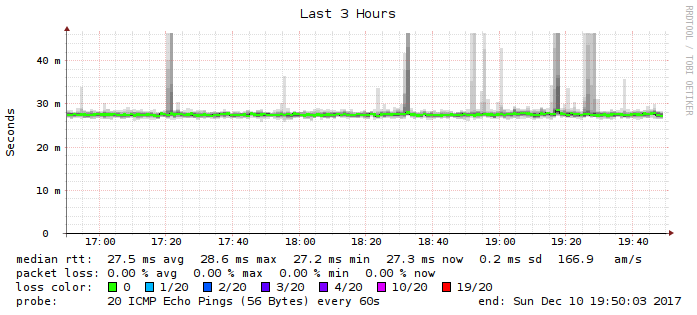 Last 3 Hours
RRDTOOL / TOBI OETIKER
Seconds
40 m
30 m
20 m
10 m
0
17:00 17:20 17:40 18:00 18:20 18:40 19:00 19:20 19:40
median rtt: 27.5 ms avg 28.6 ms max 27.2 ms min 27.3 ms now 0.2 ms sd 166.9 am/s
packet loss: 0.00 % avg 0.00 % max 0.00 % min 0.00 % now
loss color: 0 1/20 2/20 3/20 4/20 10/20 19/20
probe: 20 ICMP Echo Pings (56 Bytes) every 60s end: Sun Dec 10 19:50:03 2017